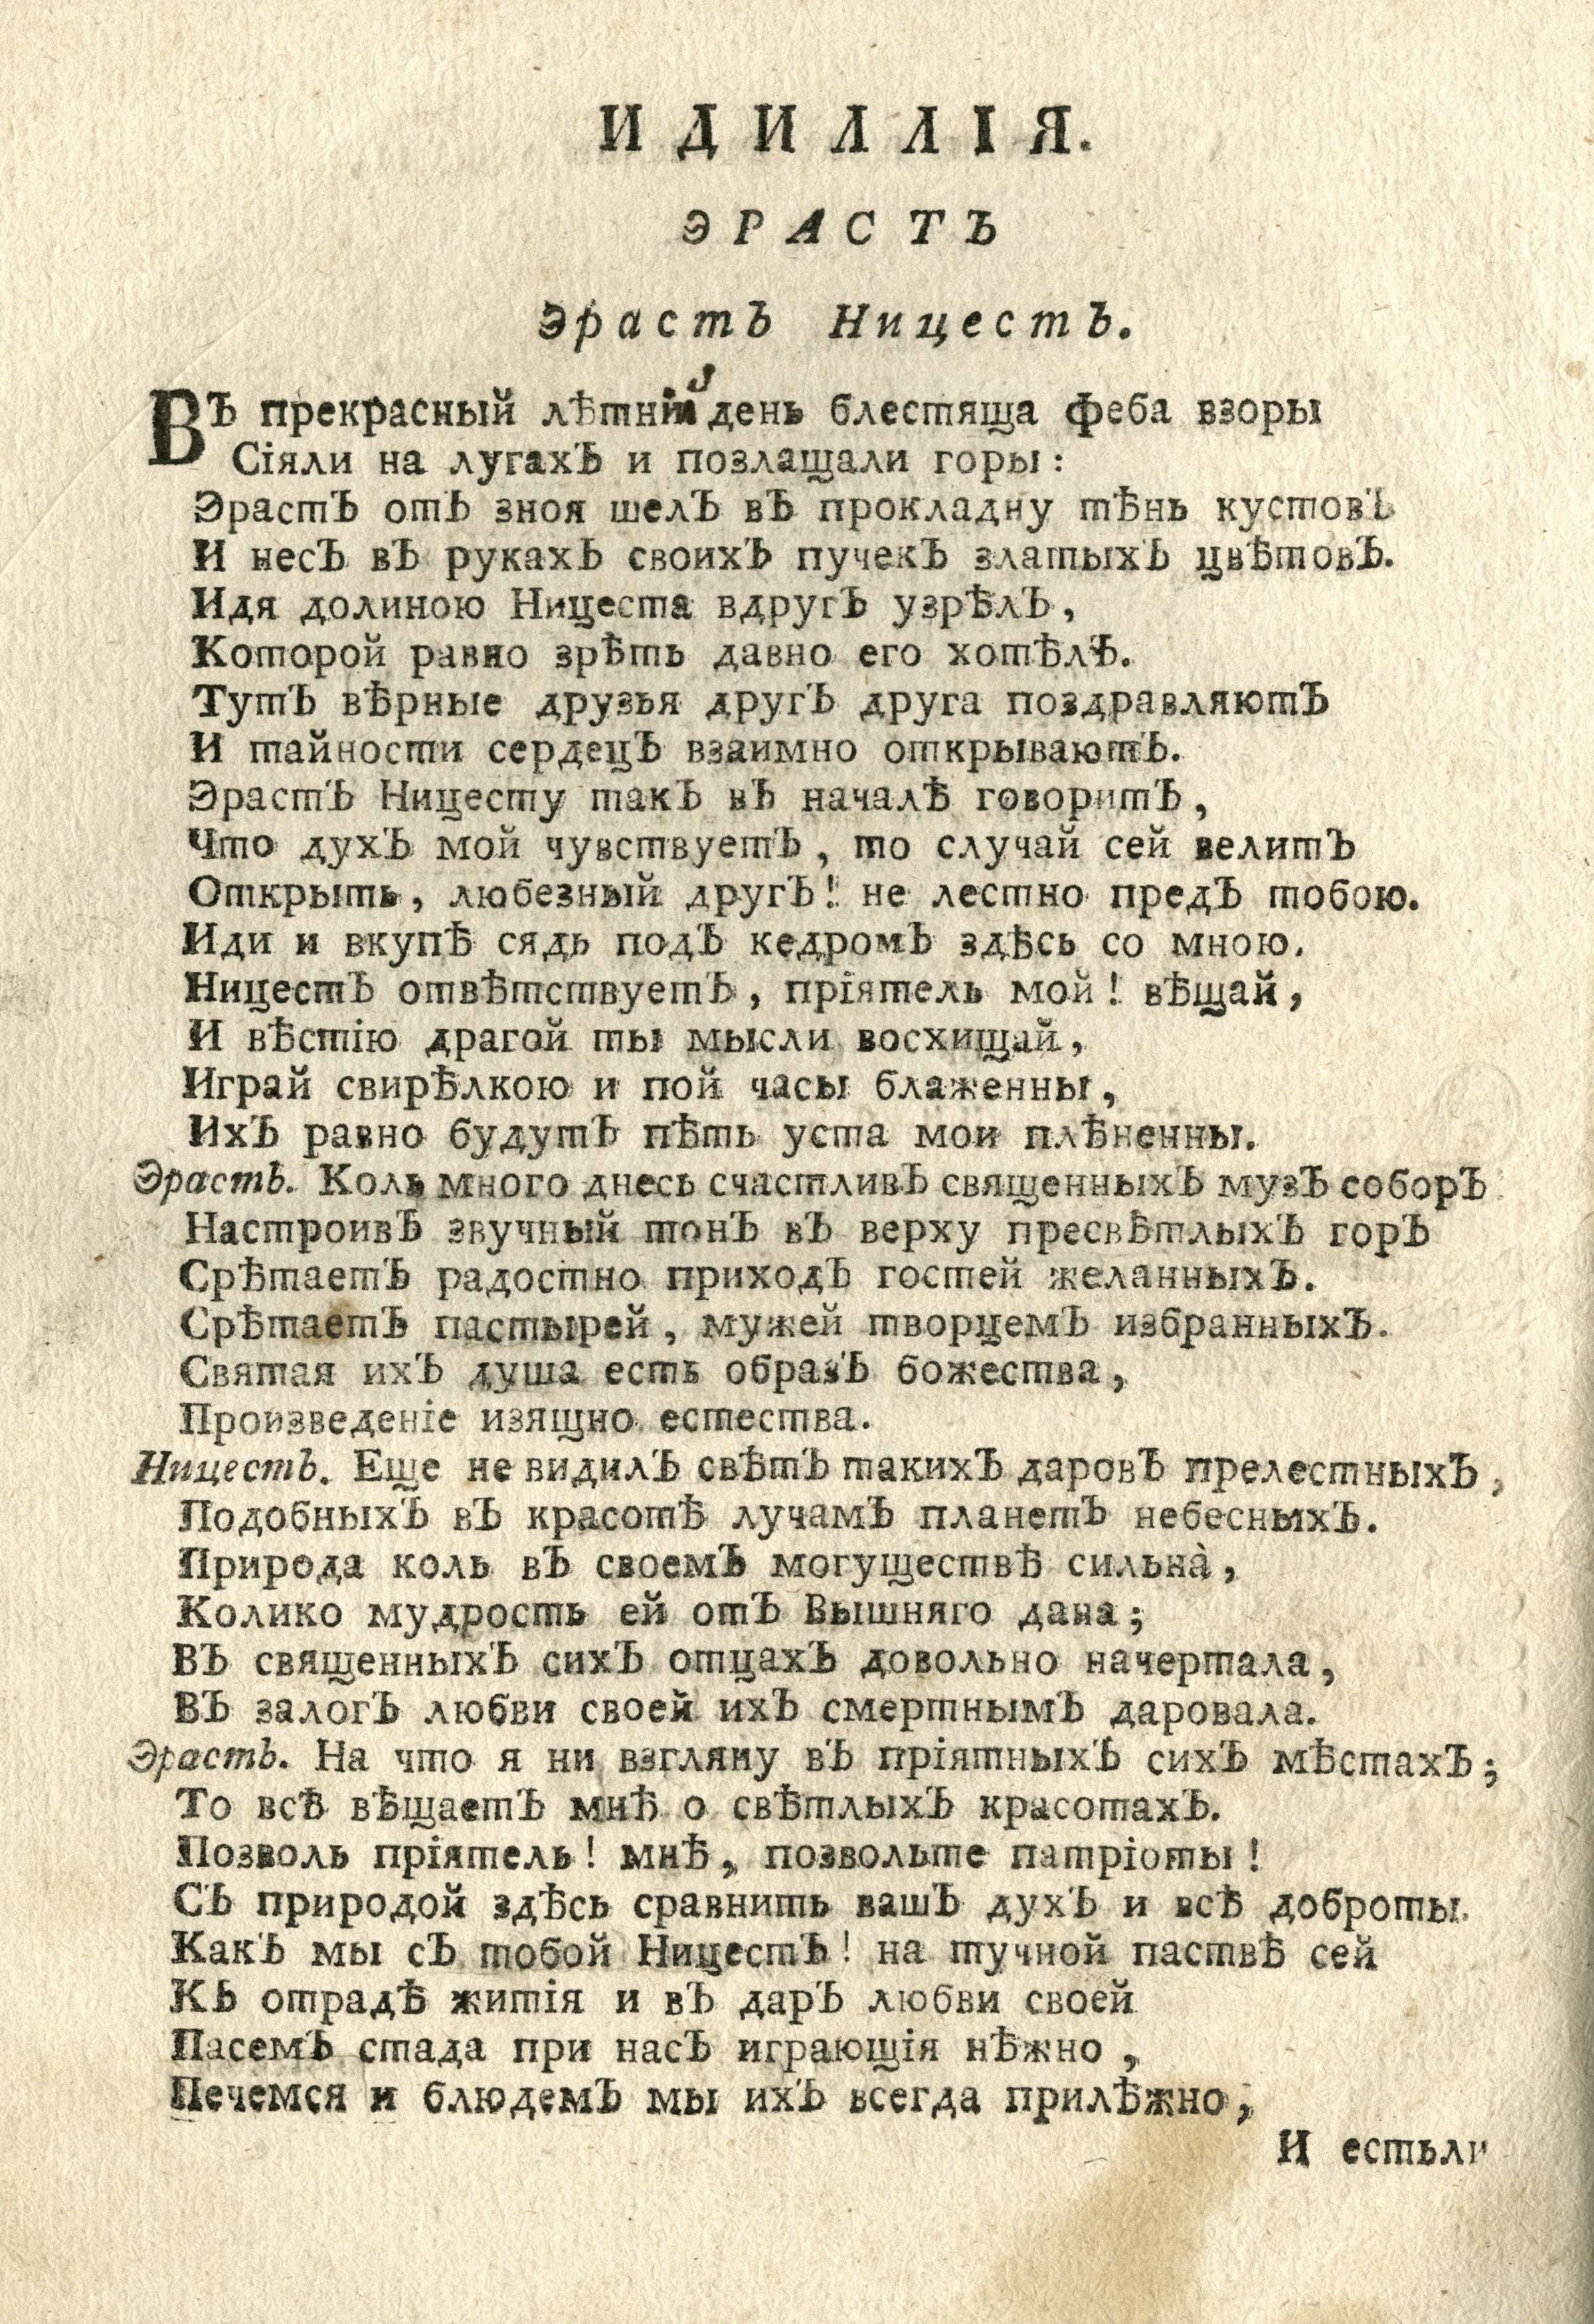 ИДИЛЛІЯ.
ЭРАСТЪ
Эрастъ Ницестъ.
Въ прекрасный лѣтній день блестяща Феба взоры
Сіяли на лугахъ и позлащали горы:
Эрастъ отъ зноя шелъ въ прокладну тѣнь кустовъ
И несъ въ рукахъ своихъ пучекъ златыхъ цвѣтовъ.
Идя долиною Ницеста вдругъ узрѣлъ,
Которой равно зрѣть давно его хотѣлъ.
Тутъ вѣрные друзья другъ друга поздравляютъ
И тайности сердецъ взаимно открываютъ.
Эрастъ Ницесту такъ въ началѣ говоритъ,
Что духъ мой чувствуетъ, то случай сей велитъ
Открыть, любезный другъ! не лестно предъ тобою.
Иди и вкупѣ сядь подъ кедромъ здѣсь со мною.
Ницестъ отвѣтствуетъ, пріятель мой! вѣщай,
И вѣстію драгой ты мысли восхищай,
Играй свирѣлкою и пой часы блаженны,
Ихъ равно будутъ пѣть уста мои плѣненны.
Эрастъ. Коль много днесь счастливъ священныхъ музъ соборъ
Настроивъ звучный тонъ въ верху пресвѣтлыхъ горъ
Срѣтаетъ радостно приходъ гостей желанныхъ.
Срѣтаетъ пастырей, мужей творцемъ избранныхъ.
Святая ихъ душа есть образъ божества,
Произведеніе изящно естества.
Ницестъ. Еще не видилъ свѣтъ такихъ даровъ прелестныхъ,
Подобныхъ въ красотѣ лучамъ планетъ небесныхъ.
Природа коль въ своемъ могуществѣ сильна̀,
Колико мудрость ей отъ Вышняго дана;
Въ священныхъ сихъ отцахъ довольно начертала,
Въ залогъ любви своей ихъ смертнымъ даровала.
Эрастъ. На что я ни взгляну въ пріятныхъ сихъ мѣстахъ;
То всѣ вѣщаетъ мнѣ о свѣтлыхъ красотахъ.
Позволь пріятель! мнѣ, позвольте патріоты!
Съ природой здѣсь сравнить вашъ духъ и всѣ доброты.
Какъ мы съ тобой Ницестъ! на тучной паствѣ сей
Къ отрадѣ житія и въ даръ любви своей
Пасемъ стада при насъ играющія нѣжно,
Печемся и блюдемъ мы ихъ всегда прилѣжно,
И естьли